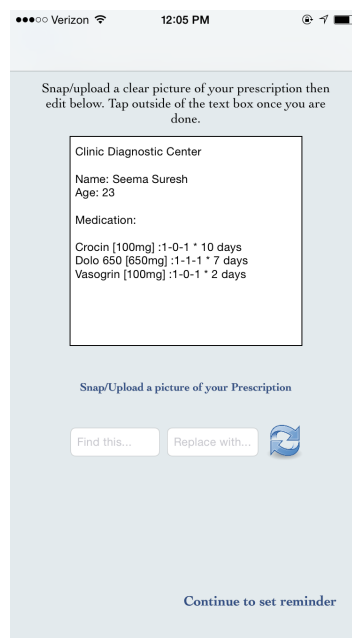 Verizon 12:05 PM
Snap/upload a clear picture of your prescription then
edit below. Tap outside of the text box once you are
done.
Clinic Diagnostic Center
Name: Seema Suresh
Age: 23
Medication:
Crocin [100mg] :1-0-1 * 10 days
Dolo 650 [650mg] :1-1-1 * 7 days
Vasogrin [100mg] :1-0-1 * 2 days
Snap/Upload a picture of your Prescription
Find this... Replace with...
Continue to set reminder